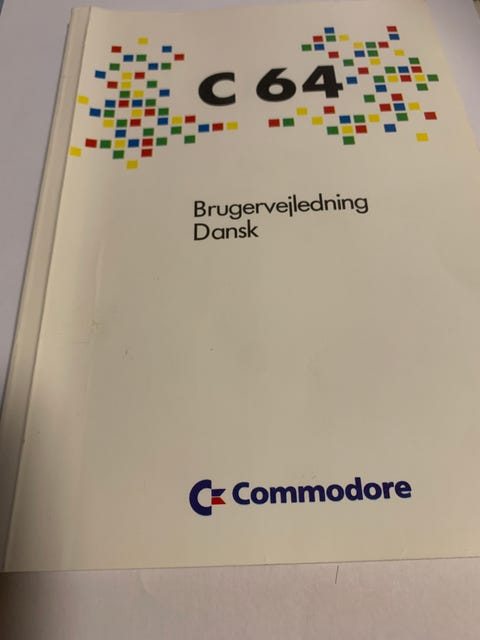 C 64
Brugervejledning
Dansk
Commodore